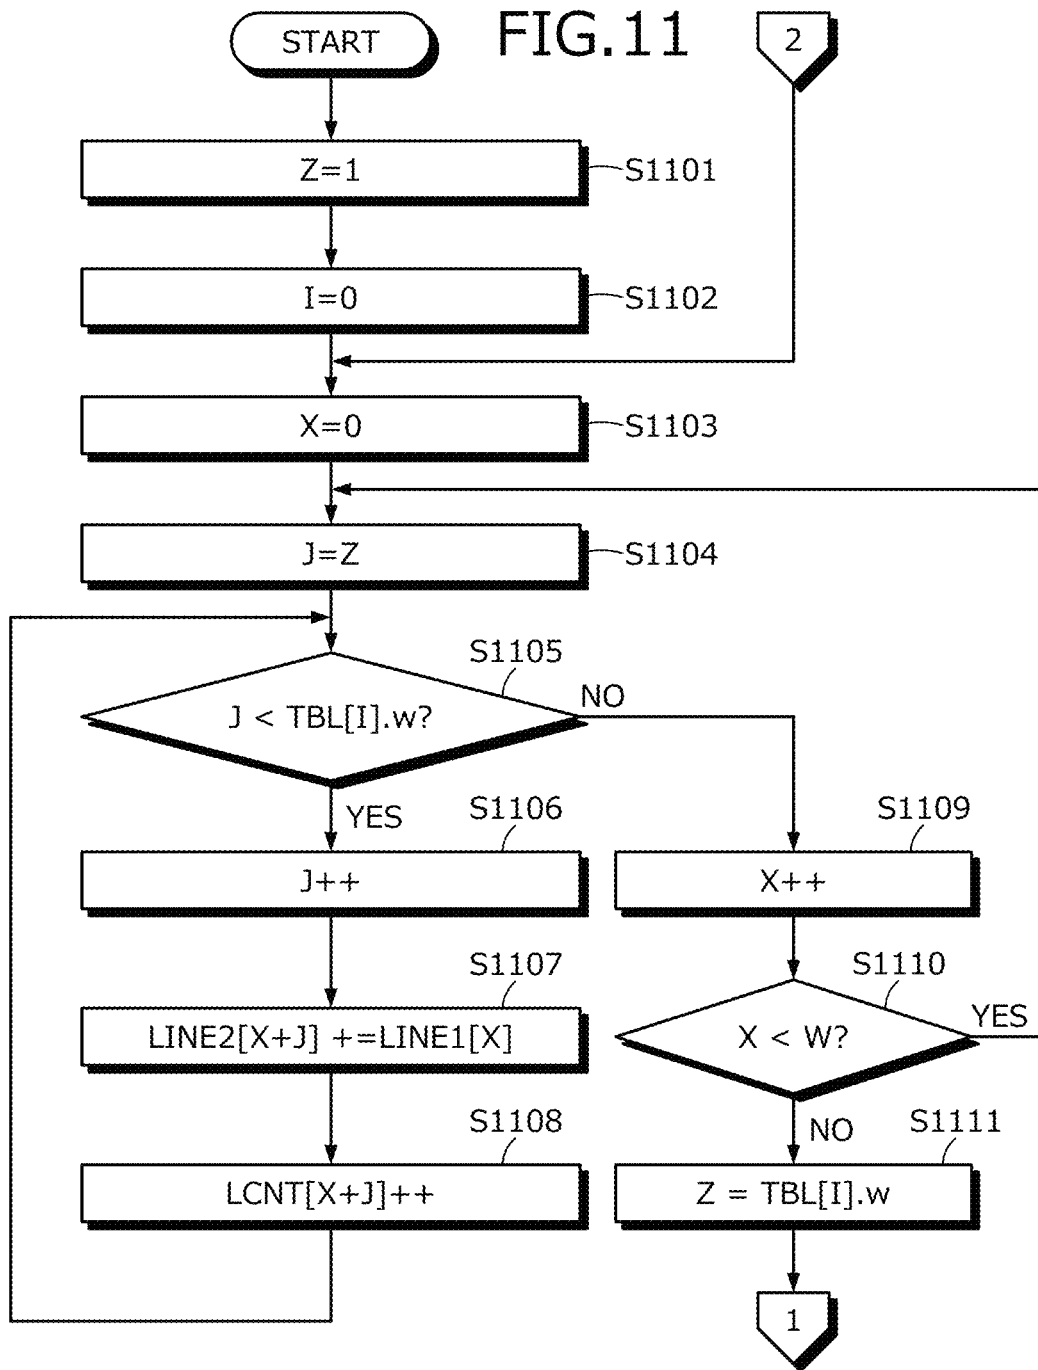 FIG.11
START
2
Z=1
S1101
I=0
S1102
X=0
S1103
J=Z
S1104
S1105
J < TBL[I].w?
NO
YES
S1106
J++
S1109
X++
S1107
LINE2[X+J] +=LINE1[X]
S1110
X < W?
YES
NO
S1108
LCNT[X+J]++
S1111
Z = TBL[I].w
1